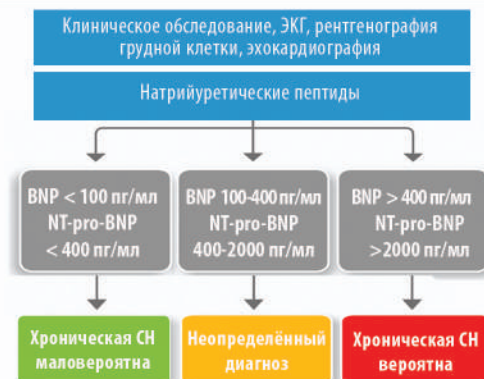 Клиническое обследование, ЭКГ, рентгенография
грудной клетки, эхокардиография
Натрийуретические пептиды
BNP < 100 пг/мл
NT-pro-BNP
< 400 пг/мл
BNP 100-400 пг/мл
NT-pro-BNP
400-2000 пг/мл
BNP > 400 пг/мл
NT-pro-BNP
>2000 пг/мл
Хроническая СН
маловероятна
Неопределённый
диагноз
Хроническая СН
вероятна